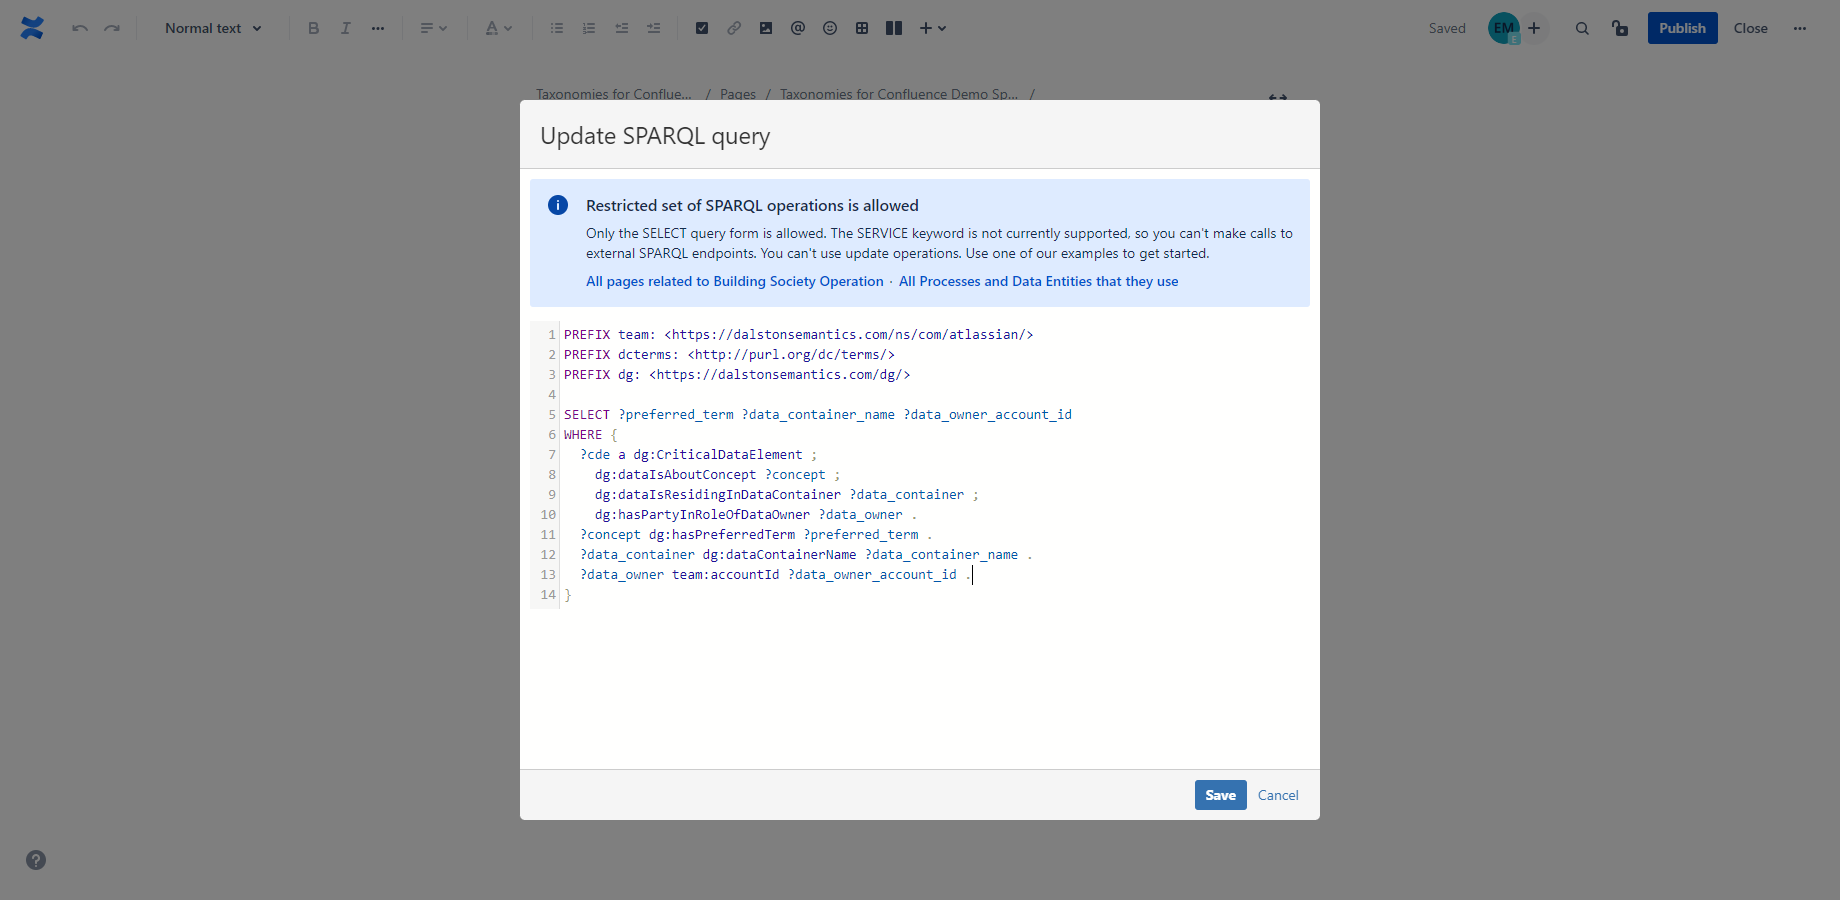 Normal text
B I
A
Saved
EM
E
Publish
Close
Taxonomies for Conflue... / Pages / Taxonomies for Confluence Demo Sp... /
Update SPARQL query
Restricted set of SPARQL operations is allowed
Only the SELECT query form is allowed. The SERVICE keyword is not currently supported, so you can't make calls to
external SPARQL endpoints. You can't use update operations. Use one of our examples to get started.
All pages related to Building Society Operation · All Processes and Data Entities that they use
1 PREFIX team: <https://dalstonsemantics.com/ns/com/atlassian/>
2 PREFIX dcterms: <http://purl.org/dc/terms/>
3 PREFIX dg: <https://dalstonsemantics.com/dg/>
4
5 SELECT ?preferred_term ?data_container_name ?data_owner_account_id
6 WHERE {
7 ?cde a dg:CriticalDataElement ;
8 dg:dataIsAboutConcept ?concept ;
9 dg:dataIsResidingInDataContainer ?data_container ;
10 dg:hasPartyInRoleOfDataOwner ?data_owner .
11 ?concept dg:hasPreferredTerm ?preferred_term .
12 ?data_container dg:dataContainerName ?data_container_name .
13 ?data_owner team:accountId ?data_owner_account_id .
14 }
Save
Cancel